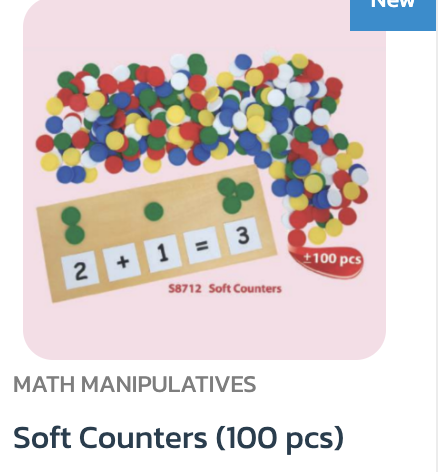 New
2 + 1 = 3
±100 pcs
S8712 Soft Counters
MATH MANIPULATIVES
Soft Counters (100 pcs)